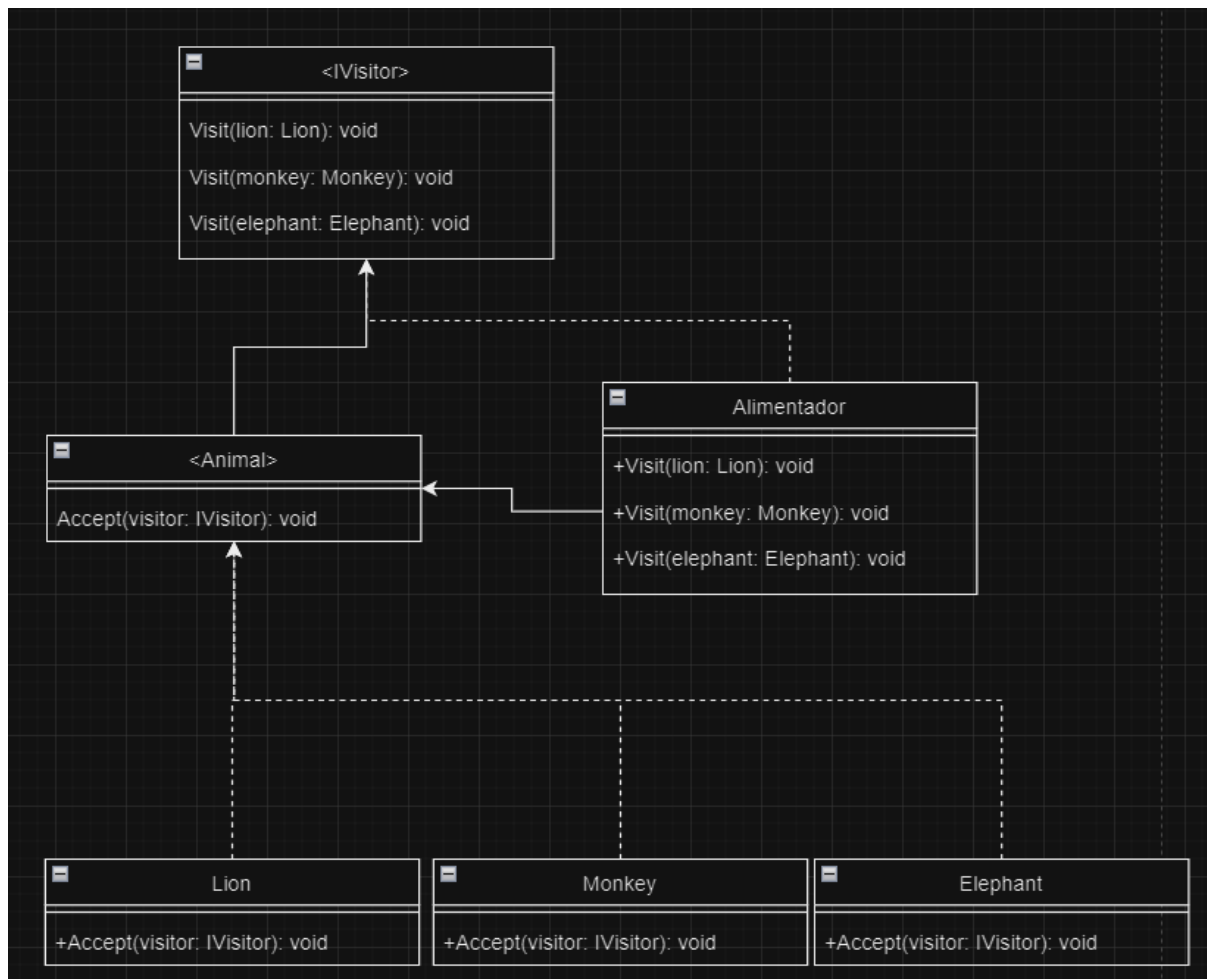 <IVisitor>
Visit(lion: Lion): void
Visit(monkey: Monkey): void
Visit(elephant: Elephant): void
Alimentador
+Visit(lion: Lion): void
+Visit(monkey: Monkey): void
+Visit(elephant: Elephant): void
<Animal>
Accept(visitor: IVisitor): void
Lion
+Accept(visitor: IVisitor): void
Monkey
+Accept(visitor: IVisitor): void
Elephant
+Accept(visitor: IVisitor): void